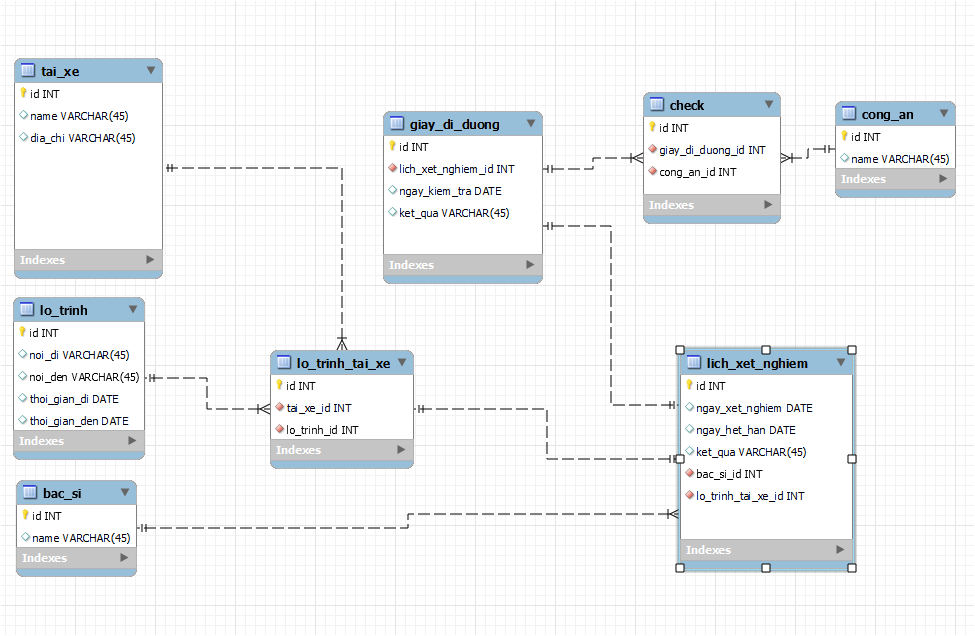 tai_xe
id INT
name VARCHAR(45)
dia_chi VARCHAR(45)
Indexes
lo_trinh
id INT
noi_di VARCHAR(45)
noi_den VARCHAR(45)
thoi_gian_di DATE
thoi_gian_den DATE
Indexes
bac_si
id INT
name VARCHAR(45)
Indexes
giay_di_duong
id INT
lich_xet_nghiem_id INT
ngay_kiem_tra DATE
ket_qua VARCHAR(45)
Indexes
lo_trinh_tai_xe
id INT
tai_xe_id INT
lo_trinh_id INT
Indexes
check
id INT
giay_di_duong_id INT
cong_an_id INT
Indexes
cong_an
id INT
name VARCHAR(45)
Indexes
lich_xet_nghiem
id INT
ngay_xet_nghiem DATE
ngay_het_han DATE
ket_qua VARCHAR(45)
bac_si_id INT
lo_trinh_tai_xe_id INT
Indexes